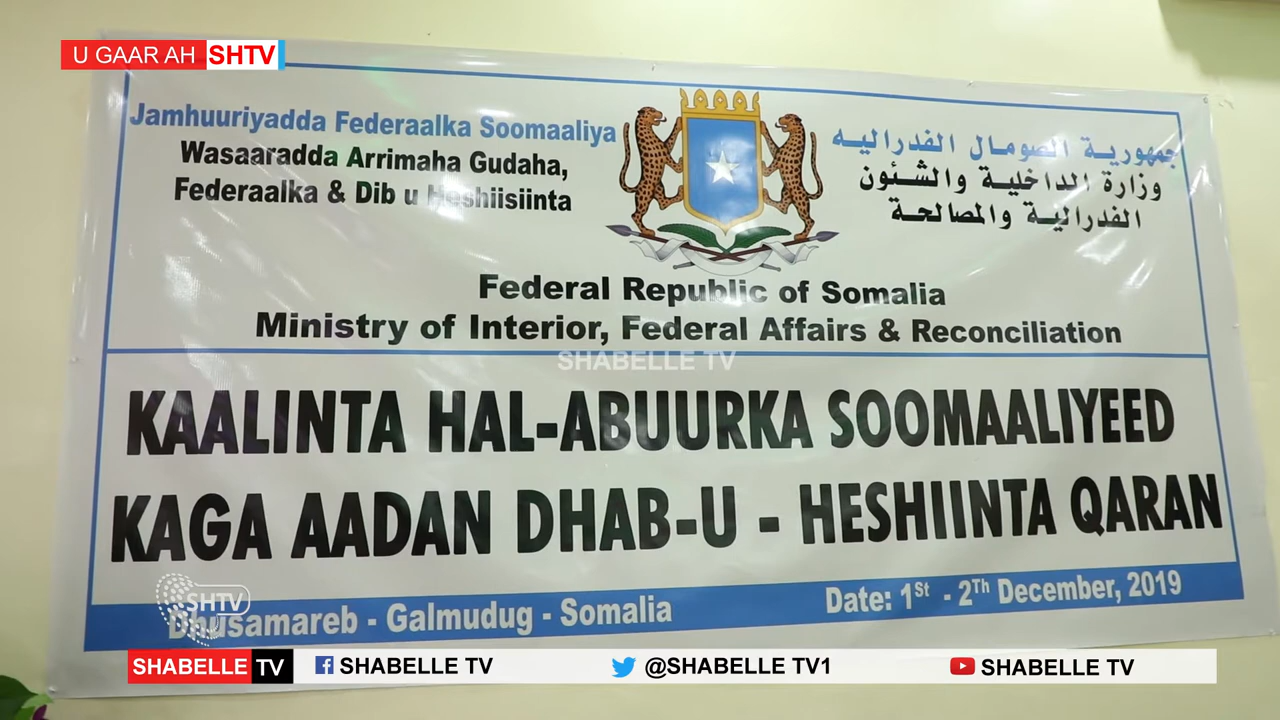 U GAAR AH SHTV
Jamhuuriyadda Federaalka Soomaaliya
Wasaaradda Arrimaha Gudaha,
Federaalka & Dib u Heshiisiinta
جمهورية الصومال الفدراليه
وزارة الداخلية والشئون
الفدرالية والمصالحة
Federal Republic of Somalia
Ministry of Interior, Federal Affairs & Reconciliation
SHABELLE TV
KAALINTA HAL-ABUURKA SOOMAALIYEED
KAGA AADAN DHAB-U - HESHIINTA QARAN
SHTV
Dhusamareb - Galmudug - Somalia
Date: 1St - 2Th December, 2019
SHABELLE TV
SHABELLE TV
@SHABELLE TV1
SHABELLE TV